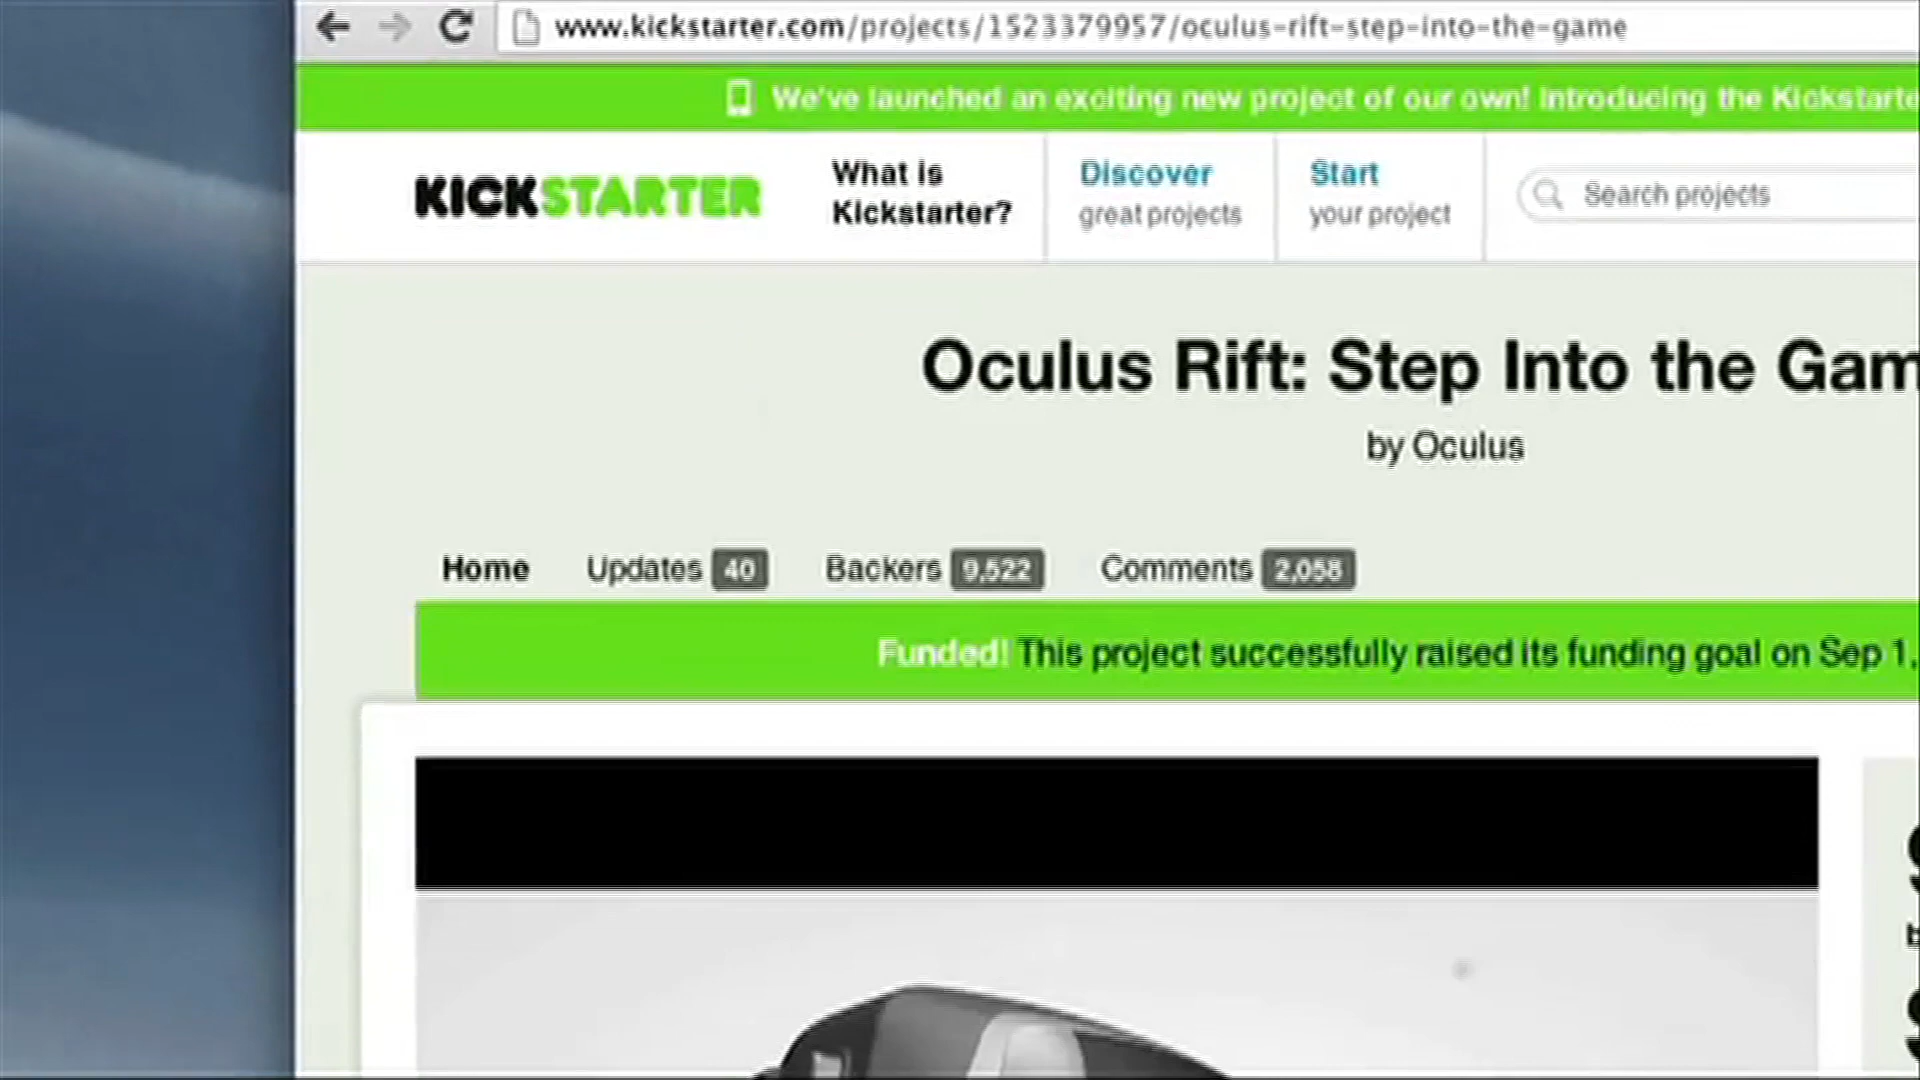 www.kickstarter.com/projects/1523379957/oculus-rift-step-into-the-game
We've launched an exciting new project of our own! Introducing the Kickstarte
KICKSTARTER
What is
Kickstarter?
Discover
great projects
Start
your project
Search projects
Oculus Rift: Step Into the Gam
by Oculus
Home Updates 40 Backers 9,522 Comments 2,058
Funded! This project successfully raised its funding goal on Sep 1,